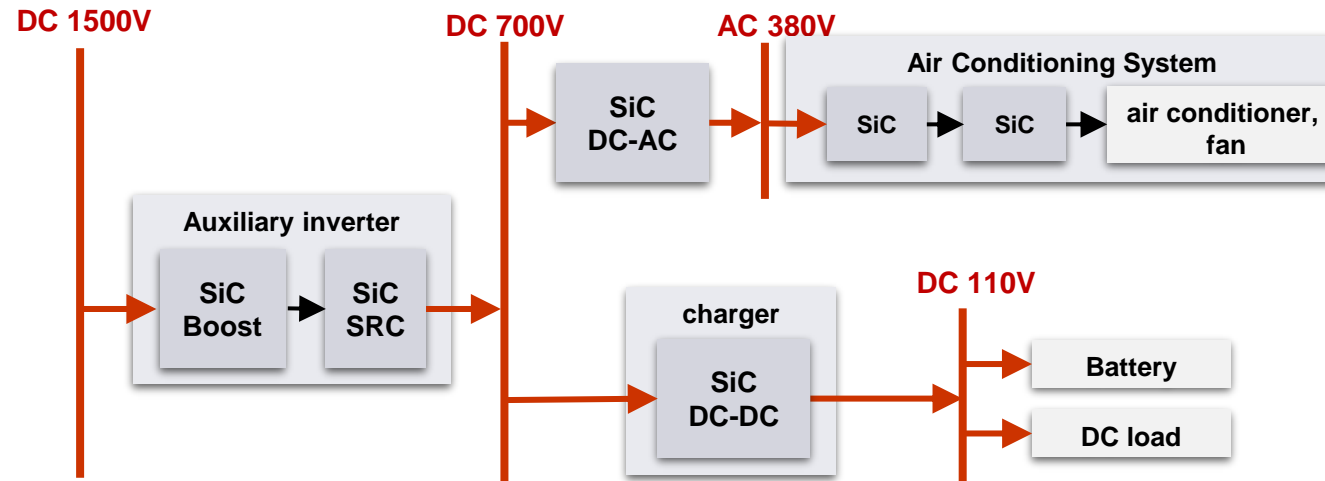 DC 1500V
DC 700V
AC 380V
Air Conditioning System
SiC
DC-AC
SiC
SiC
air conditioner,
fan
Auxiliary inverter
SiC
Boost
SiC
SRC
charger
SiC
DC-DC
DC 110V
Battery
DC load